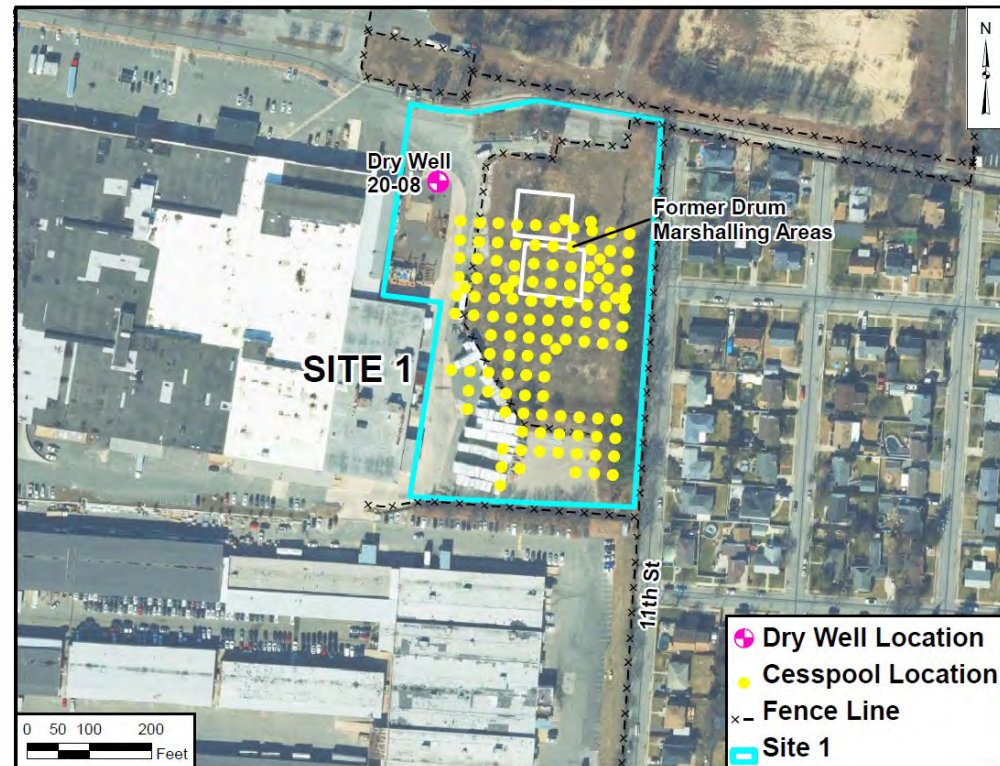 N
Dry Well
20-08
Former Drum
Marshalling Areas
SITE 1
11th St
Dry Well Location
Cesspool Location
Fence Line
Site 1
0 50 100 200
Feet